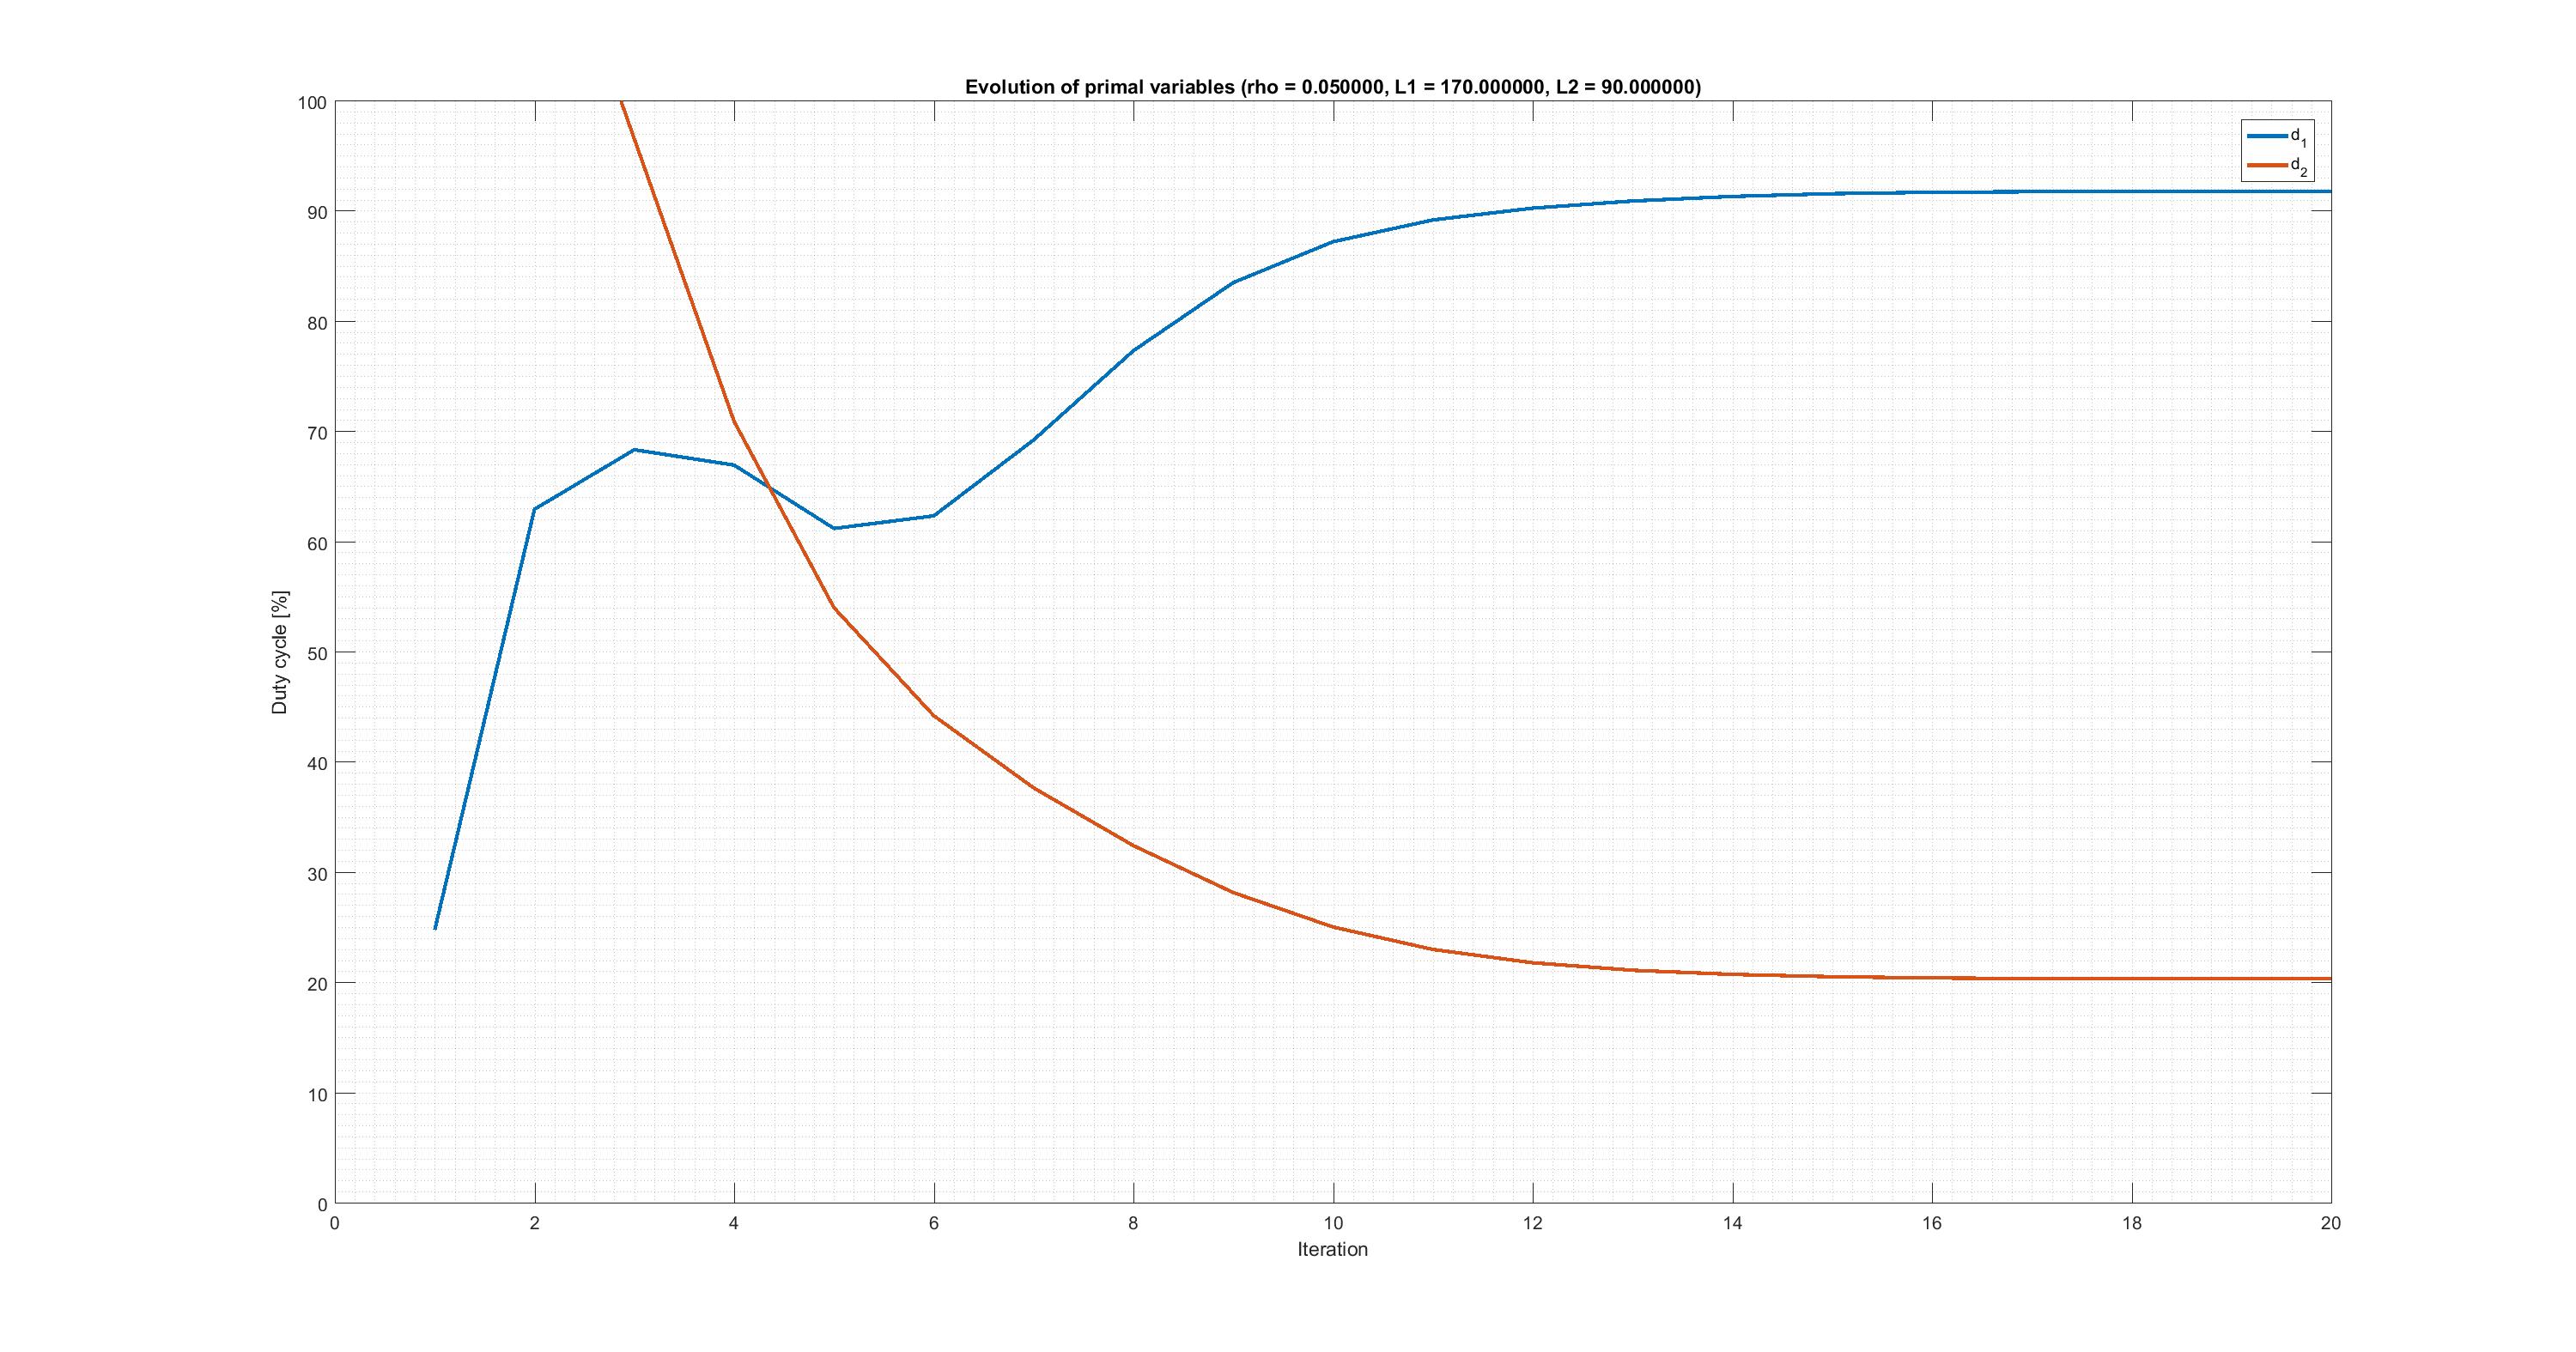 Evolution of primal variables (rho = 0.050000, L1 = 170.000000, L2 = 90.000000)
d1
d2
100
90
80
70
60
50
40
30
20
10
0
Duty cycle [%]
0 2 4 6 8 10 12 14 16 18 20
Iteration